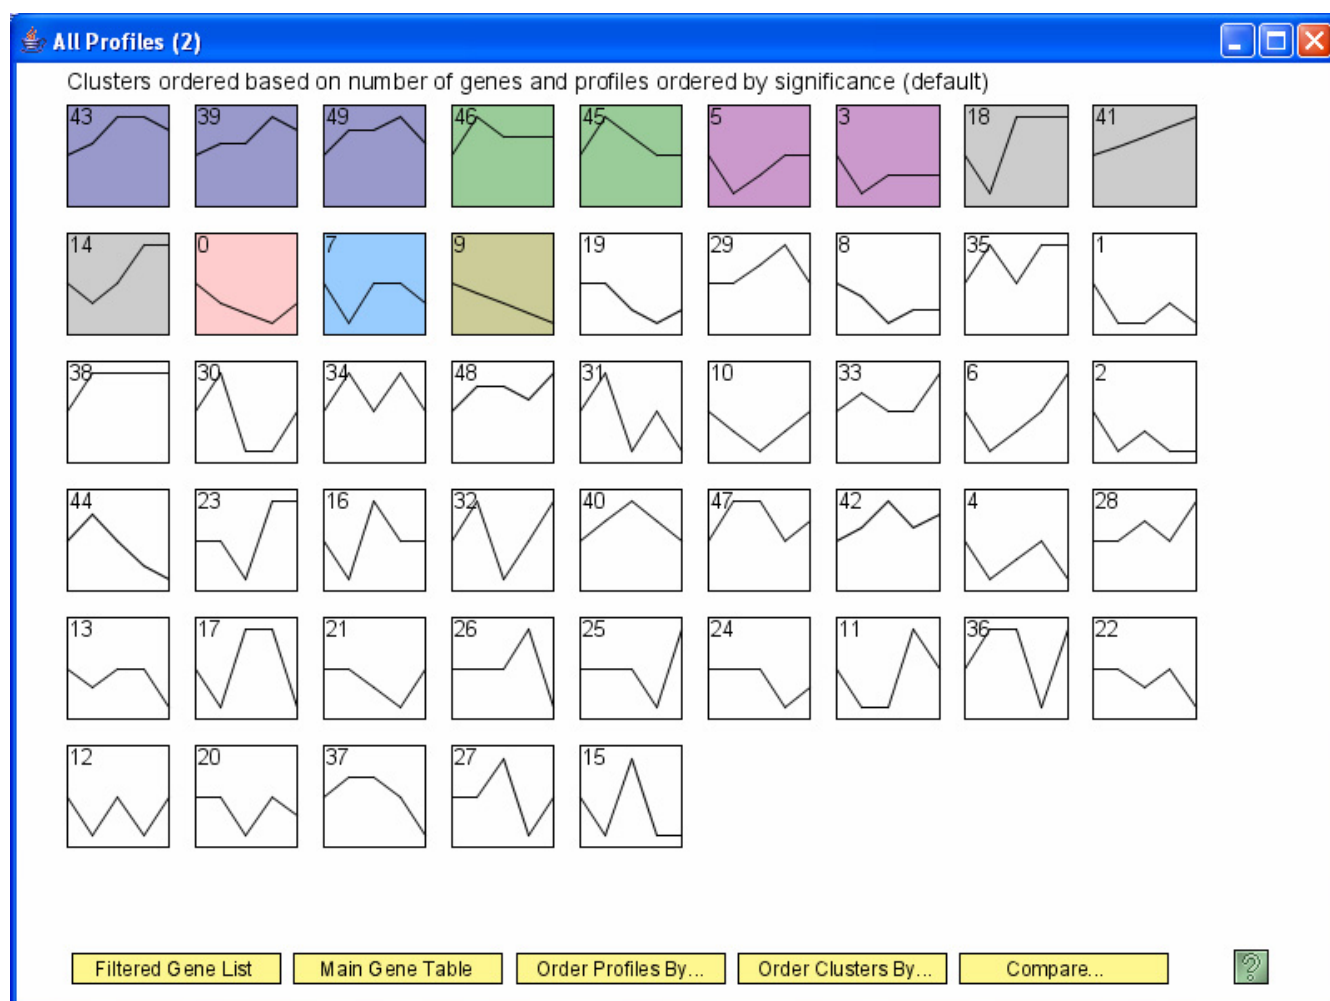 All Profiles (2)
Clusters ordered based on number of genes and profiles ordered by significance (default)
43 39 49 46 45 5 3 18 41
14 0 7 9 19 29 8 35 1
38 30 34 48 31 10 33 6 2
44 23 16 32 40 47 42 4 28
13 17 21 26 25 24 11 36 22
12 20 37 27 15
Filtered Gene List Main Gene Table Order Profiles By... Order Clusters By... Compare... ?